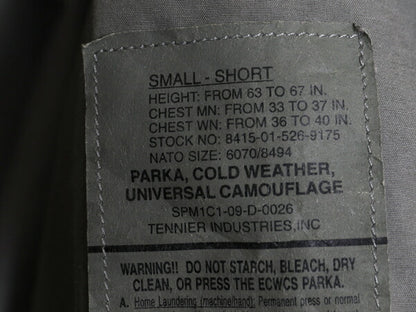 SMALL - SHORT
HEIGHT: FROM 63 TO 67 IN.
CHEST MN: FROM 33 TO 37 IN.
CHEST WN: FROM 36 TO 40 IN.
STOCK NO: 8415-01-526-9175
NATO SIZE: 6070/8494
PARKA, COLD WEATHER,
UNIVERSAL CAMOUFLAGE
SPM1C1-09-D-0026
TENNIER INDUSTRIES,INC
WARNING!! DO NOT STARCH, BLEACH, DRY
CLEAN, OR PRESS THE ECWCS PARKA.
A. Home Laundering (machine/hand): Permanent press or normal